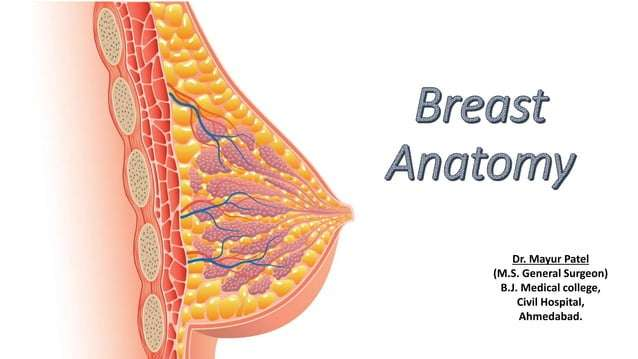 Breast
Anatomy
Dr. Mayur Patel
(M.S. General Surgeon)
B.J. Medical college,
Civil Hospital,
Ahmedabad.